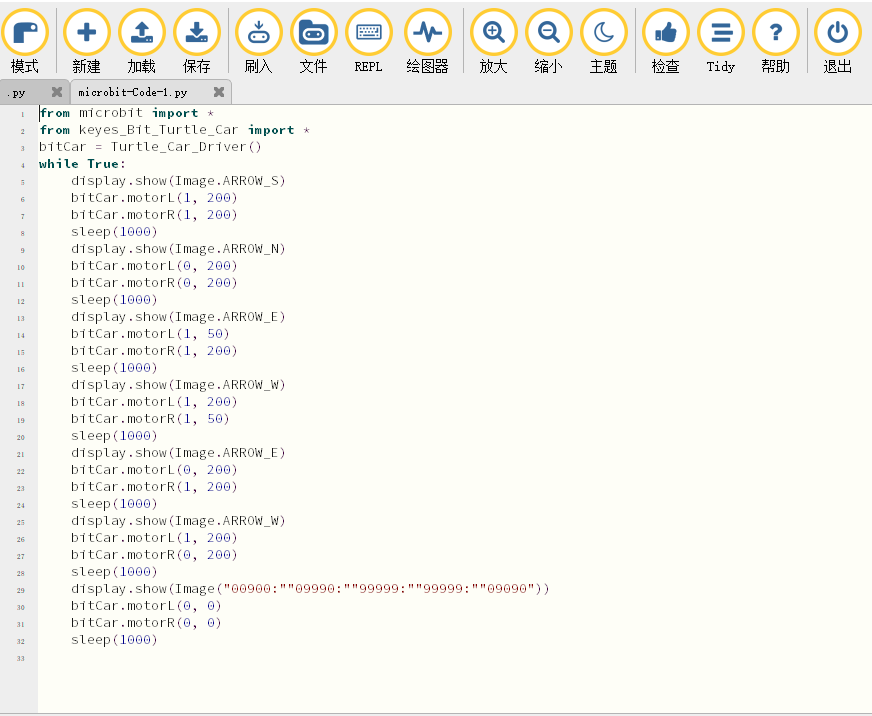 模式 新建 加载 保存 刷入 文件 REPL 绘图器 放大 缩小 主题 检查 Tidy 帮助 退出
.py microbit-Code-1.py
1 from microbit import *
2 from keyes_Bit_Turtle_Car import *
3 bitCar = Turtle_Car_Driver()
4 while True:
5     display.show(Image.ARROW_S)
6     bitCar.motorL(1, 200)
7     bitCar.motorR(1, 200)
8     sleep(1000)
9     display.show(Image.ARROW_N)
10     bitCar.motorL(0, 200)
11     bitCar.motorR(0, 200)
12     sleep(1000)
13     display.show(Image.ARROW_E)
14     bitCar.motorL(1, 50)
15     bitCar.motorR(1, 200)
16     sleep(1000)
17     display.show(Image.ARROW_W)
18     bitCar.motorL(1, 200)
19     bitCar.motorR(1, 50)
20     sleep(1000)
21     display.show(Image.ARROW_E)
22     bitCar.motorL(0, 200)
23     bitCar.motorR(1, 200)
24     sleep(1000)
25     display.show(Image.ARROW_W)
26     bitCar.motorL(1, 200)
27     bitCar.motorR(0, 200)
28     sleep(1000)
29     display.show(Image("00900:""09990:""99999:""99999:""09090"))
30     bitCar.motorL(0, 0)
31     bitCar.motorR(0, 0)
32     sleep(1000)
33